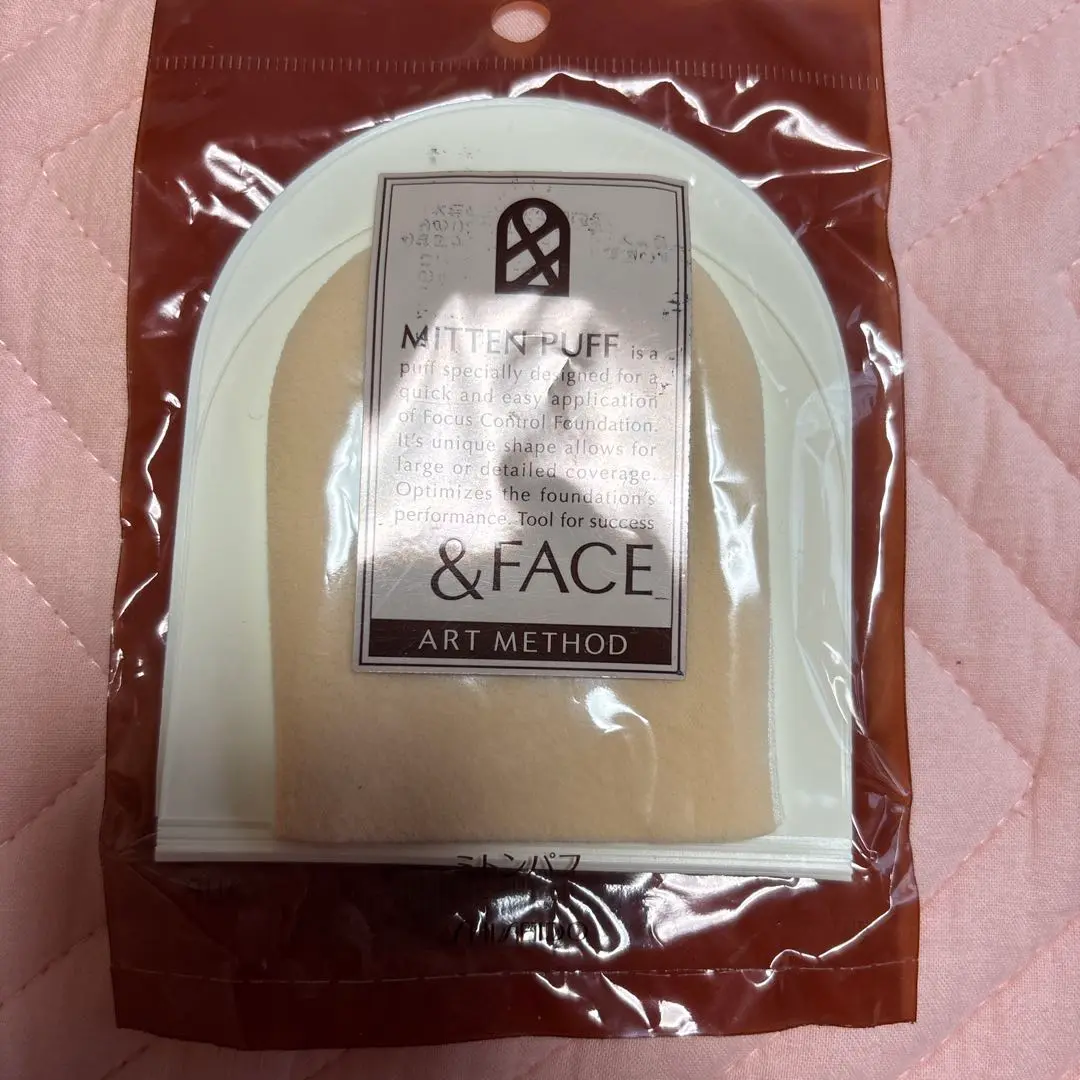 MITTEN PUFF is a
puff specially designed for a
quick and easy application
of Focus Control Foundation.
It's unique shape allows for
large or detailed coverage.
Optimizes the foundation's
performance. Tool for success
&FACE
ART METHOD
ミトンパフ
SHISEIDO